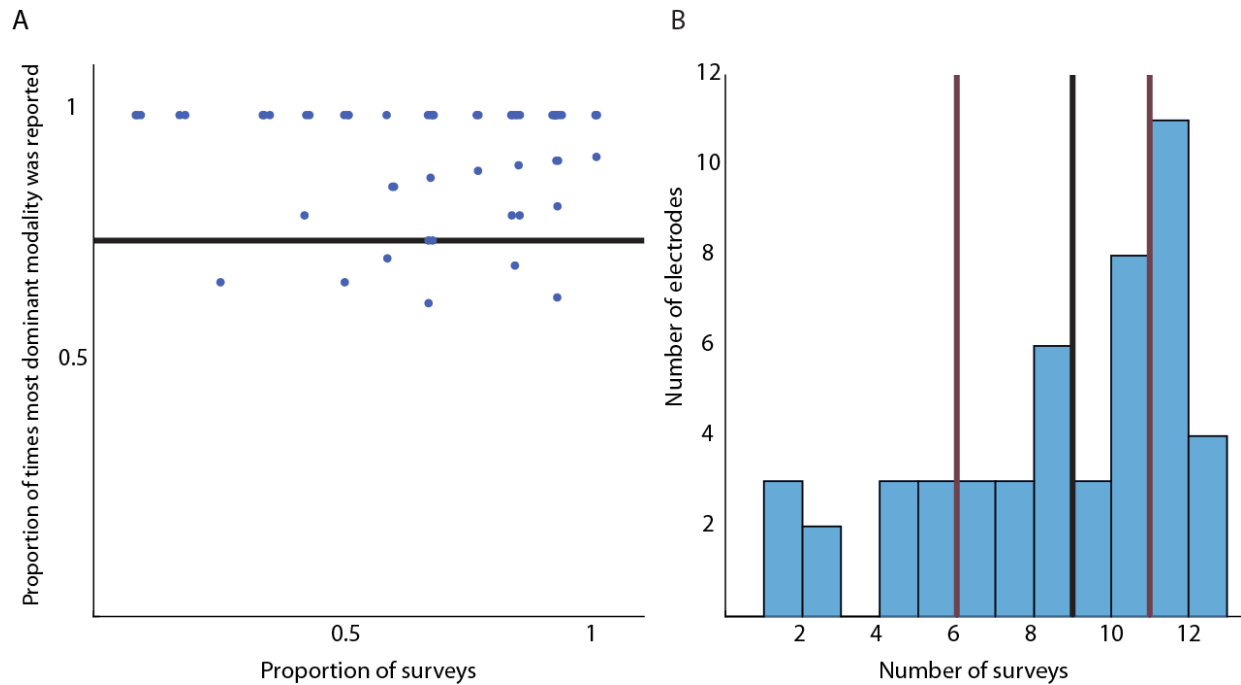 A
Proportion of times most dominant modality was reported
1
0.5
0.5
1
Proportion of surveys
B
Number of electrodes
12
10
8
6
4
2
2
4
6
8
10
12
Number of surveys